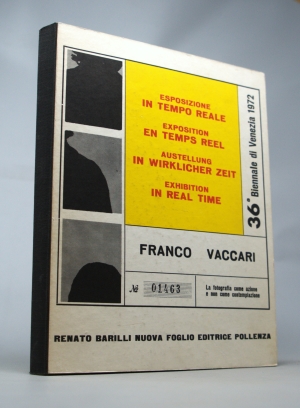 ESPOSIZIONE
IN TEMPO REALE
EXPOSITION
EN TEMPS REEL
AUSTELLUNG
IN WIRKLICHER ZEIT
EXHIBITION
IN REAL TIME
36° Biennale di Venezia 1972
FRANCO VACCARI
№ 01463
La fotografia come azione
e non come contemplazione
RENATO BARILLI NUOVA FOGLIO EDITRICE POLLENZA